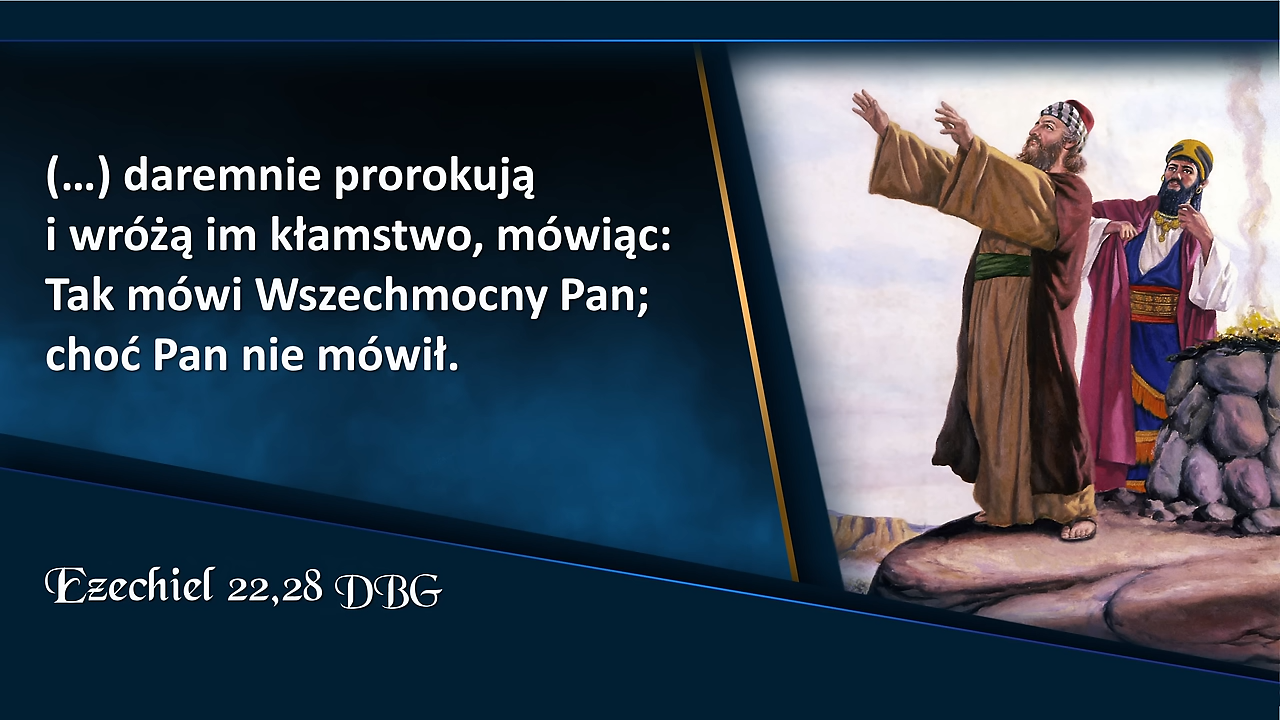 (...) daremnie prorokują
i wróżą im kłamstwo, mówiąc:
Tak mówi Wszechmocny Pan;
choć Pan nie mówił.
Ezechiel 22,28 DBG